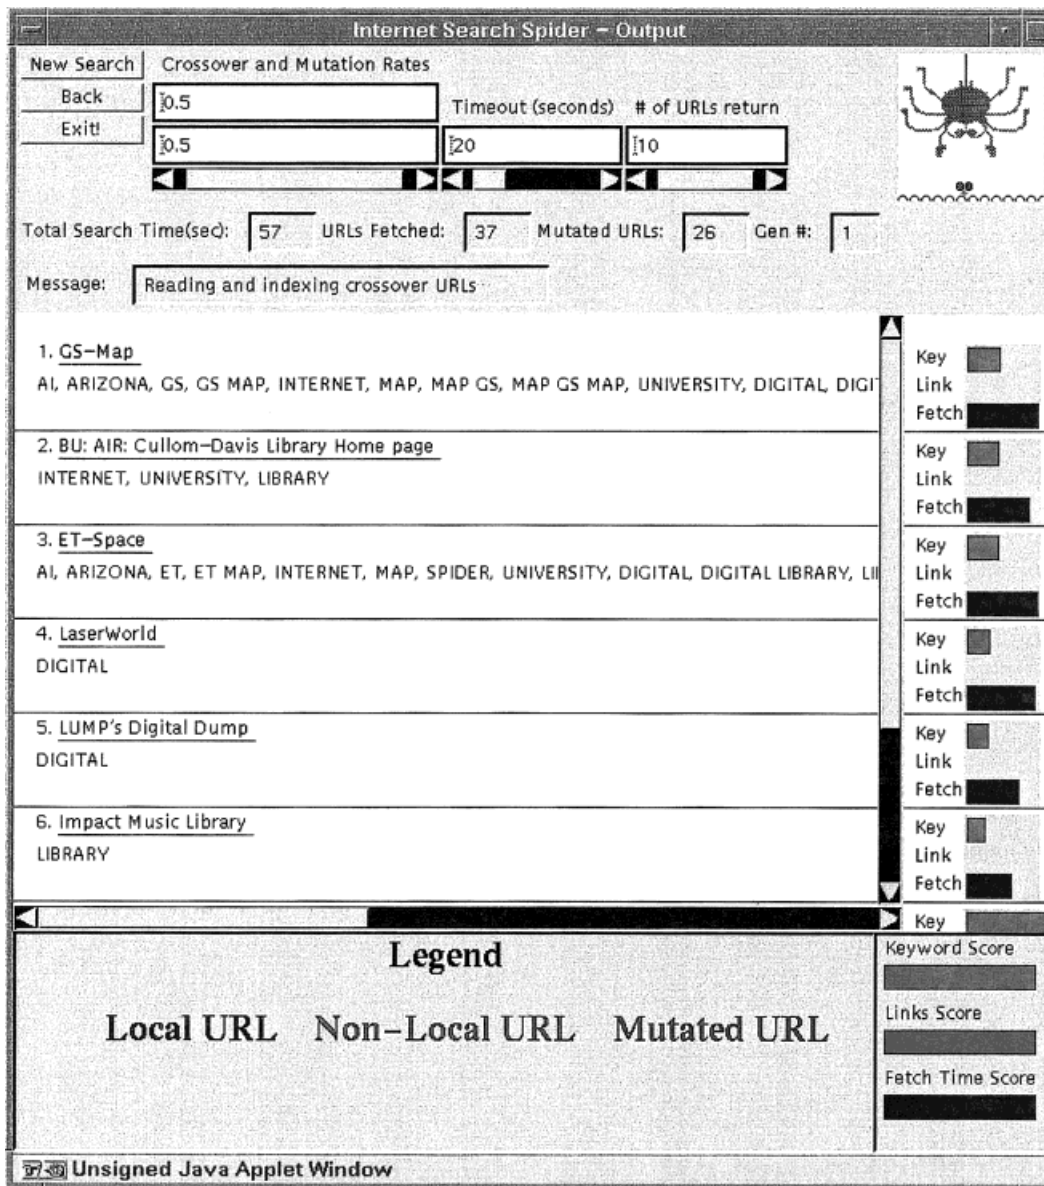 Internet Search Spider – Output
New Search
Crossover and Mutation Rates
Back
0.5
Timeout (seconds)
# of URLs return
Exit!
0.5
20
10
Total Search Time(sec): 57 URLs Fetched: 37 Mutated URLs: 26 Gen #: 1
Message: Reading and indexing crossover URLs
1. GS-Map
AI, ARIZONA, GS, GS MAP, INTERNET, MAP, MAP GS, MAP GS MAP, UNIVERSITY, DIGITAL, DIGI
Key
Link
Fetch
2. BU: AIR: Cullom-Davis Library Home page
INTERNET, UNIVERSITY, LIBRARY
Key
Link
Fetch
3. ET-Space
AI, ARIZONA, ET, ET MAP, INTERNET, MAP, SPIDER, UNIVERSITY, DIGITAL, DIGITAL LIBRARY, LI
Key
Link
Fetch
4. LaserWorld
DIGITAL
Key
Link
Fetch
5. LUMP's Digital Dump
DIGITAL
Key
Link
Fetch
6. Impact Music Library
LIBRARY
Key
Link
Fetch
Key
Legend
Local URL Non-Local URL Mutated URL
Keyword Score
Links Score
Fetch Time Score
Unsigned Java Applet Window